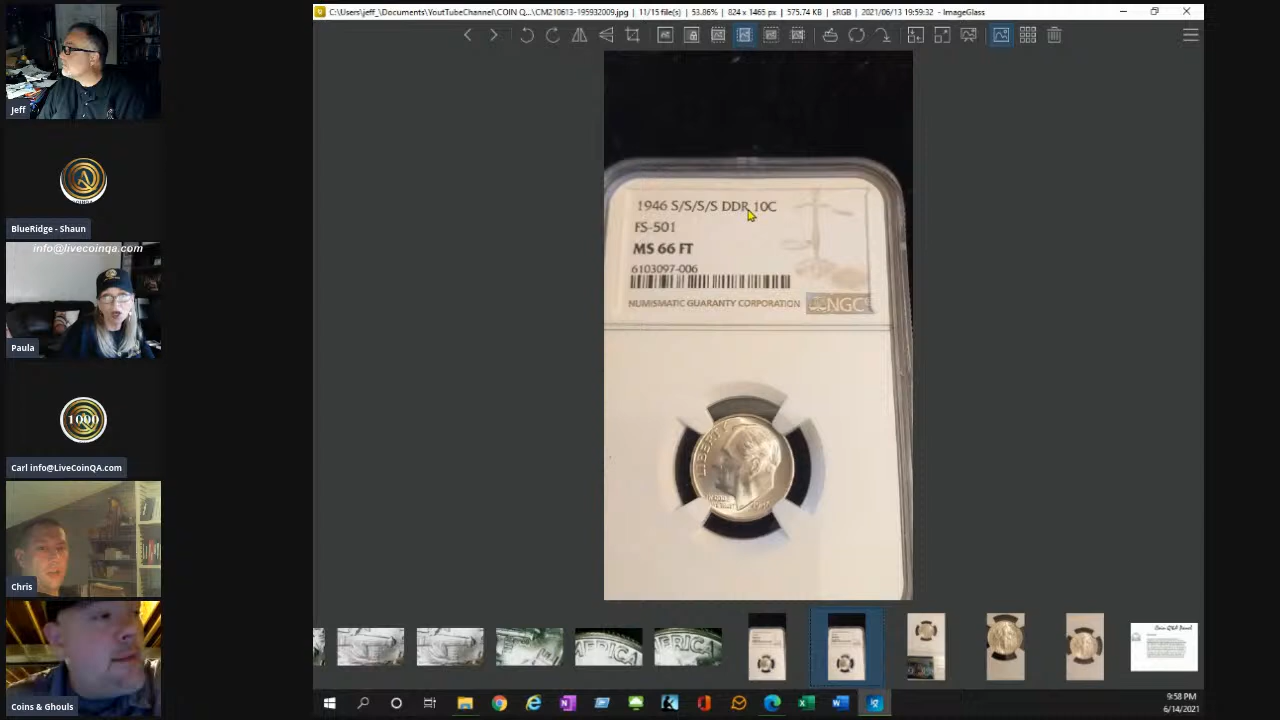 C:\Users\jeff_\Documents\YoutTubeChannel\COIN Q...\CM210613-195932009.jpg | 11/15 file(s) | 53.86% | 824 x 1465 px | 575.74 KB | sRGB | 2021/06/13 19:59:32 - ImageGlass
Jeff
BlueRidge - Shaun
info@livecoinqa.com
Paula
1000
Carl info@LiveCoinQA.com
Chris
Coins & Ghouls
1946 S/S/S/S DDR 10C
FS-501
MS 66 FT
6103097-006
NUMISMATIC GUARANTY CORPORATION
NGC
LIBERTY
ERICA
ERICA
9:58 PM
6/14/2021